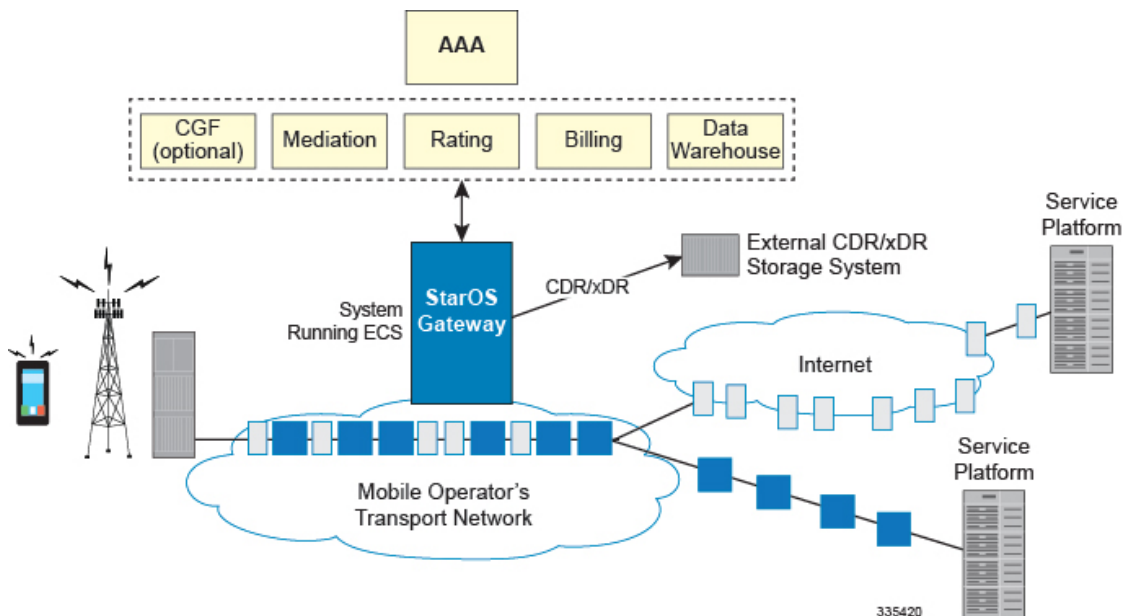 AAA
CGF
(optional)
Mediation
Rating
Billing
Data
Warehouse
Service
Platform
External CDR/xDR
Storage System
CDR/xDR
StarOS
Gateway
System
Running ECS
Internet
Mobile Operator's
Transport Network
Service
Platform
335420